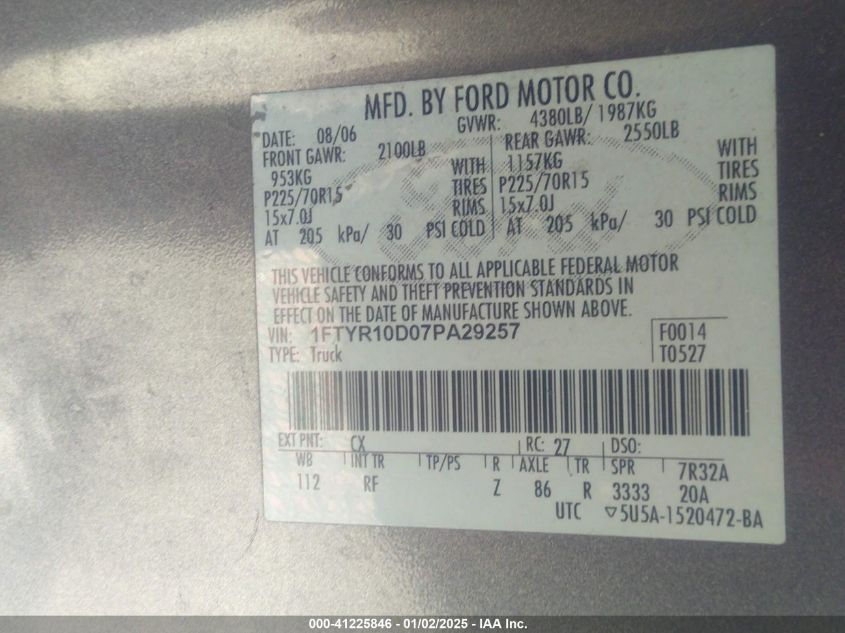 MFD. BY FORD MOTOR CO.
DATE: 08/06 GVWR: 4380LB/ 1987KG
FRONT GAWR: 2100LB REAR GAWR: 2550LB
953KG WITH 1157KG WITH
P225/70R15 TIRES P225/70R15 TIRES
15x7.0J RIMS 15x7.0J RIMS
AT 205 kPa/ 30 PSI COLD AT 205 kPa/ 30 PSI COLD
THIS VEHICLE CONFORMS TO ALL APPLICABLE FEDERAL MOTOR
VEHICLE SAFETY AND THEFT PREVENTION STANDARDS IN
EFFECT ON THE DATE OF MANUFACTURE SHOWN ABOVE.
VIN: 1FTYR10D07PA29257 F0014
TYPE: Truck T0527
EXT PNT: CX RC: 27 DSO:
WB INT TR TP/PS R AXLE TR SPR 7R32A
112 RF Z 86 R 3333 20A
UTC ▽5U5A-1520472-BA
000-41225846 - 01/02/2025 - IAA Inc.